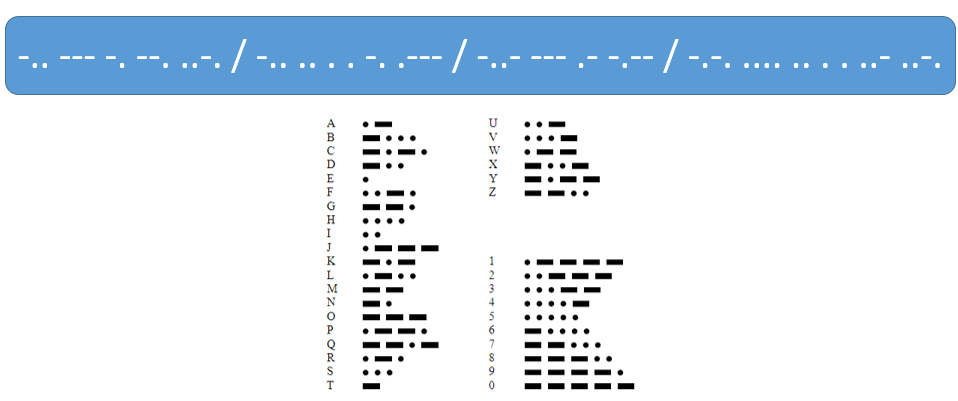 -.. --- -. --. ..-. / -.. .. . . -. .--- / -..- --- .- -.-- / -.-. .... .. . . ..- ..-.
A .-
B -...
C -.-.
D -..
E .
F ..-.
G --.
H ....
I ..
J .---
K -.-
L .-..
M --
N -.
O ---
P .--.
Q --.-
R .-.
S ...
T -
U ..-
V ...-
W .--
X -..-
Y -.--
Z --..
1 .----
2 ..---
3 ...--
4 ....-
5 .....
6 -....
7 --...
8 ---..
9 ----.
0 -----